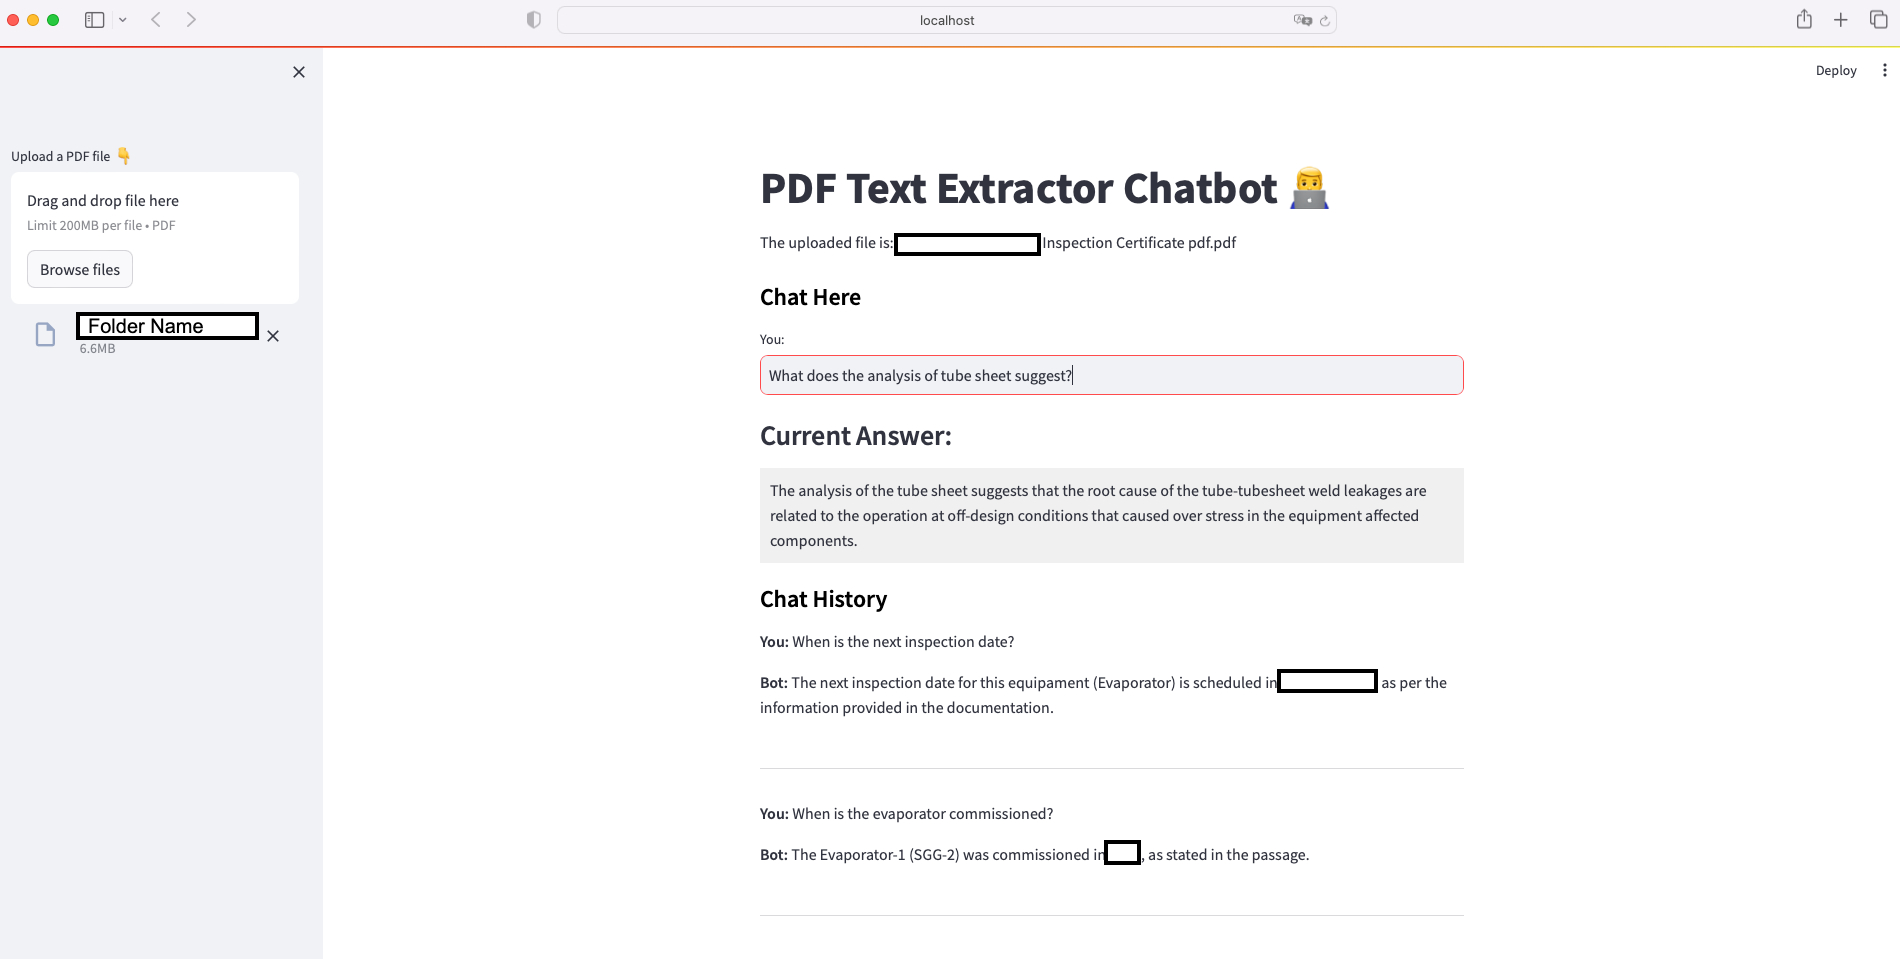 localhost
Deploy
Upload a PDF file 👇
Drag and drop file here
Limit 200MB per file • PDF
Browse files
Folder Name
6.6MB
PDF Text Extractor Chatbot 👨‍💻
The uploaded file is: Inspection Certificate pdf.pdf
Chat Here
You:
What does the analysis of tube sheet suggest?
Current Answer:
The analysis of the tube sheet suggests that the root cause of the tube-tubesheet weld leakages are
related to the operation at off-design conditions that caused over stress in the equipment affected
components.
Chat History
You: When is the next inspection date?
Bot: The next inspection date for this equipament (Evaporator) is scheduled in as per the
information provided in the documentation.
You: When is the evaporator commissioned?
Bot: The Evaporator-1 (SGG-2) was commissioned in , as stated in the passage.